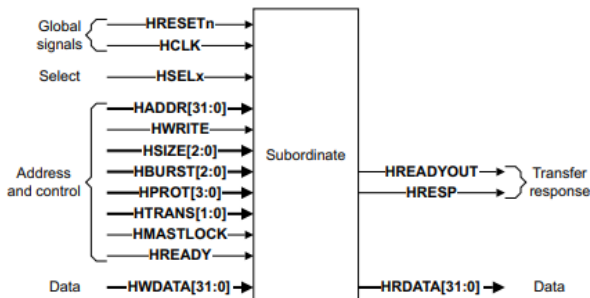 Global
signals
HRESETn
HCLK
Select
HSELx
Address
and control
HADDR[31:0]
HWRITE
HSIZE[2:0]
HBURST[2:0]
HPROT[3:0]
HTRANS[1:0]
HMASTLOCK
HREADY
Data
HWDATA[31:0]
Subordinate
HREADYOUT
HRESP
Transfer
response
HRDATA[31:0]
Data